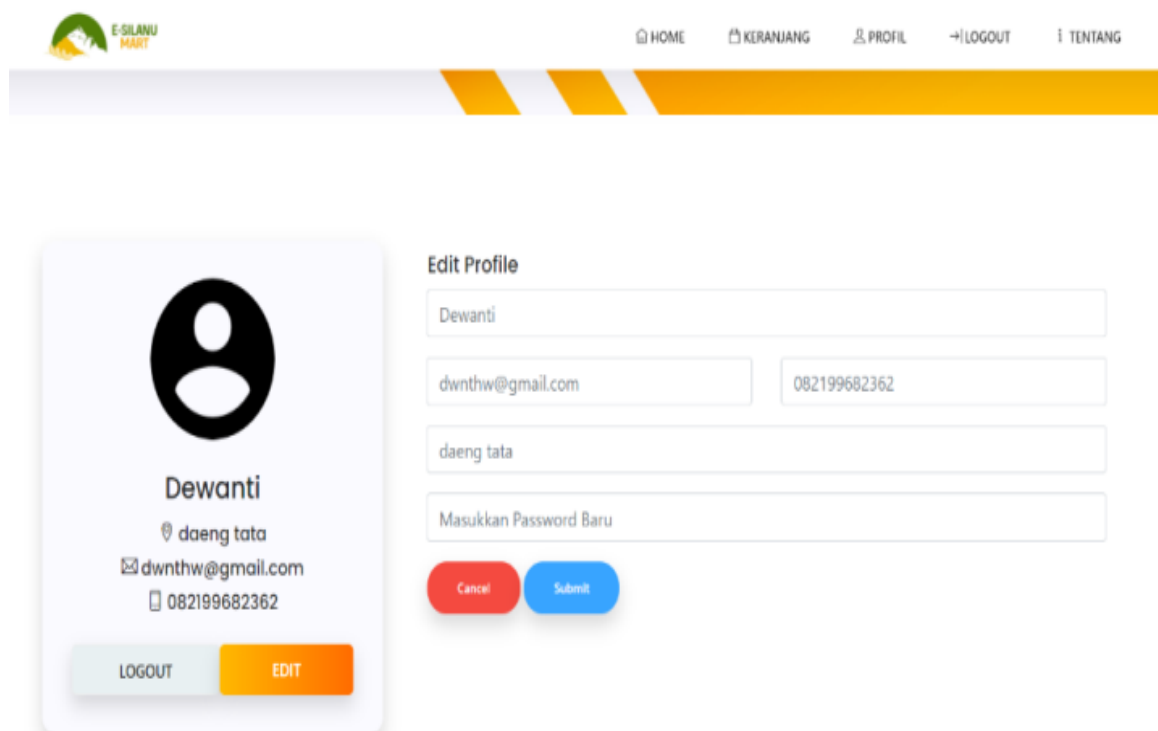 E-SILANU
MART
HOME KERANJANG PROFIL LOGOUT TENTANG
Dewanti
daeng tata
dwnthw@gmail.com
082199682362
LOGOUT EDIT
Edit Profile
Dewanti
dwnthw@gmail.com 082199682362
daeng tata
Masukkan Password Baru
Cancel Submit